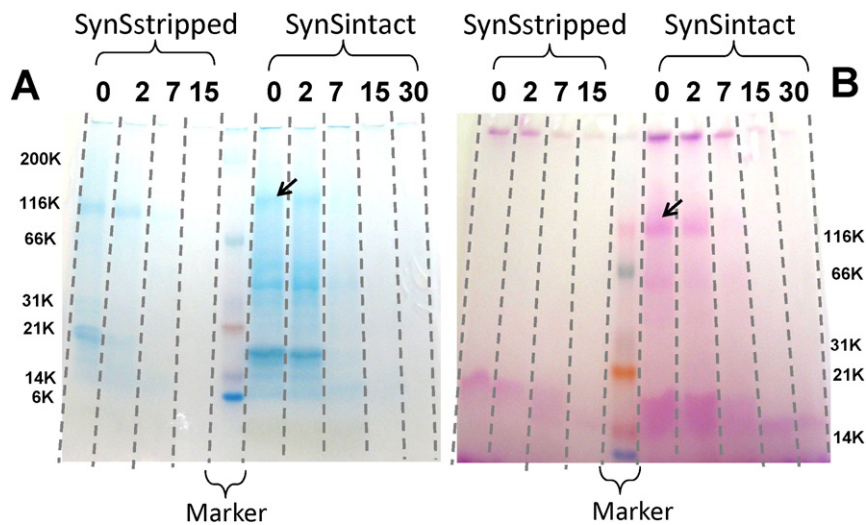 SynSstripped SynSintact SynSstripped SynSintact
A 0 2 7 15 0 2 7 15 30 0 2 7 15 0 2 7 15 30 B
200K
116K
66K
31K
21K
14K
6K
116K
66K
31K
21K
14K
Marker Marker